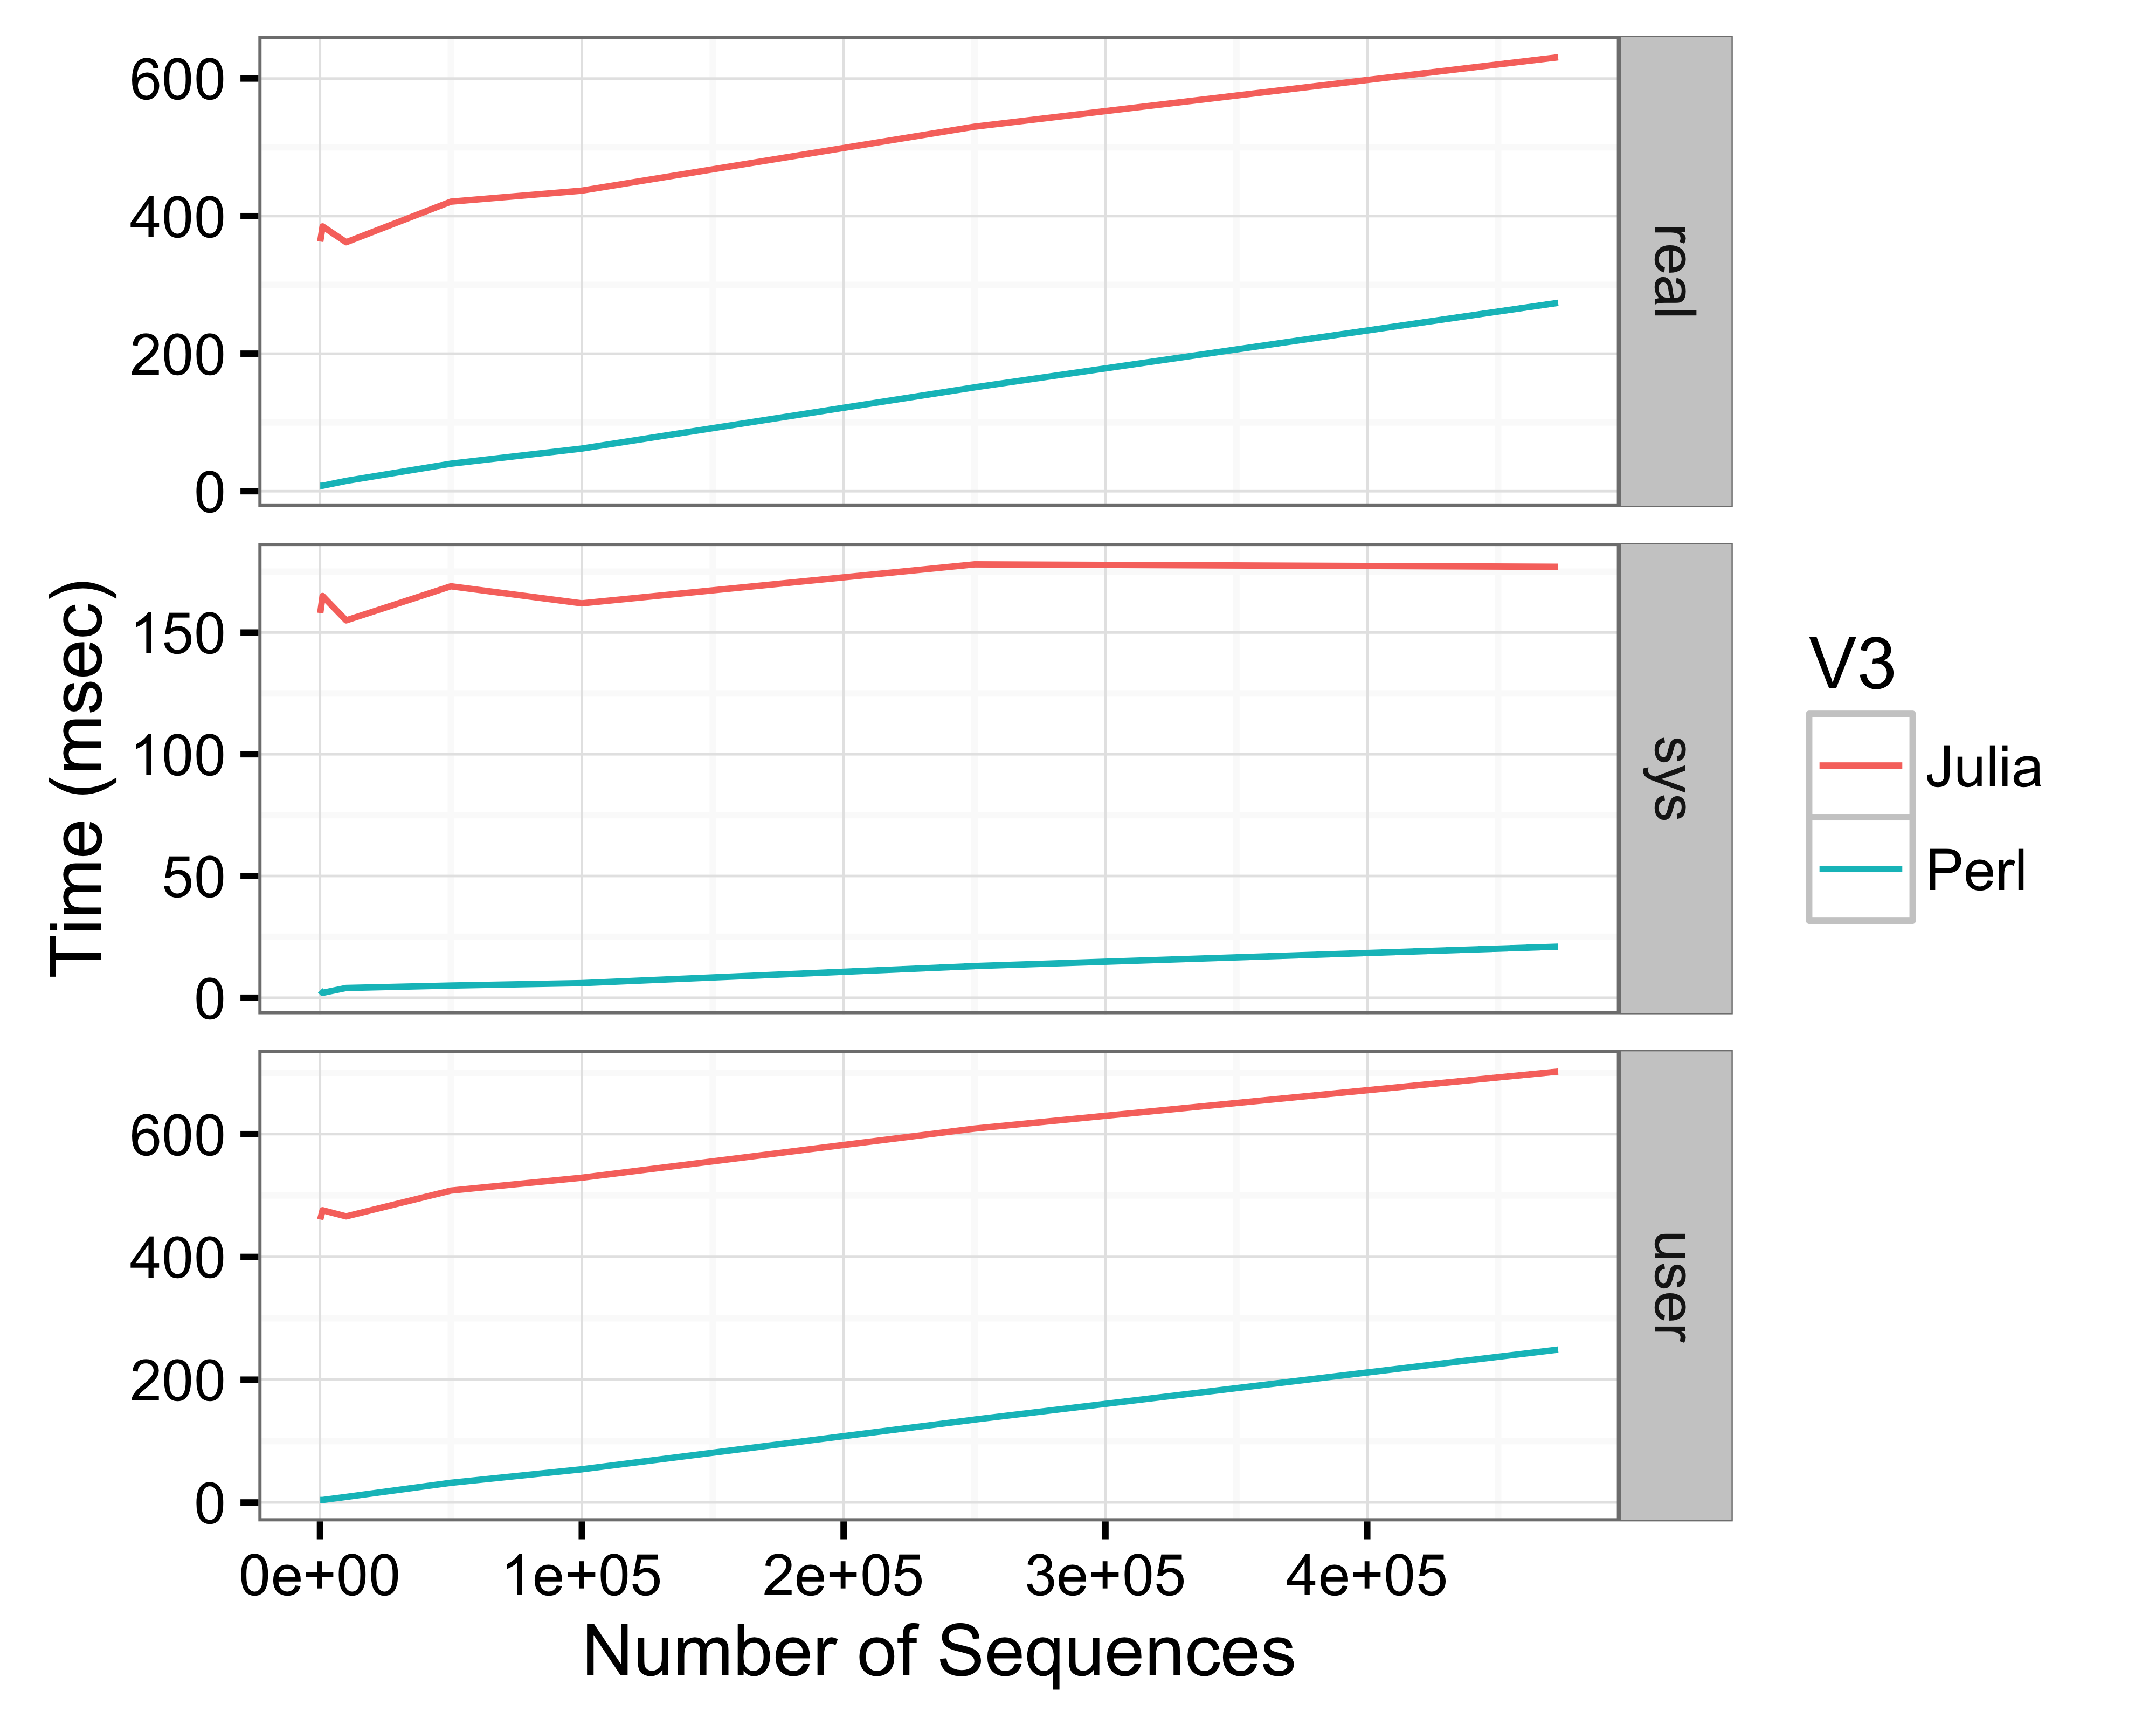 600
400
200
0
real
150
100
50
0
sys
600
400
200
0
user
0e+00 1e+05 2e+05 3e+05 4e+05
Number of Sequences
Time (msec)
V3
Julia
Perl